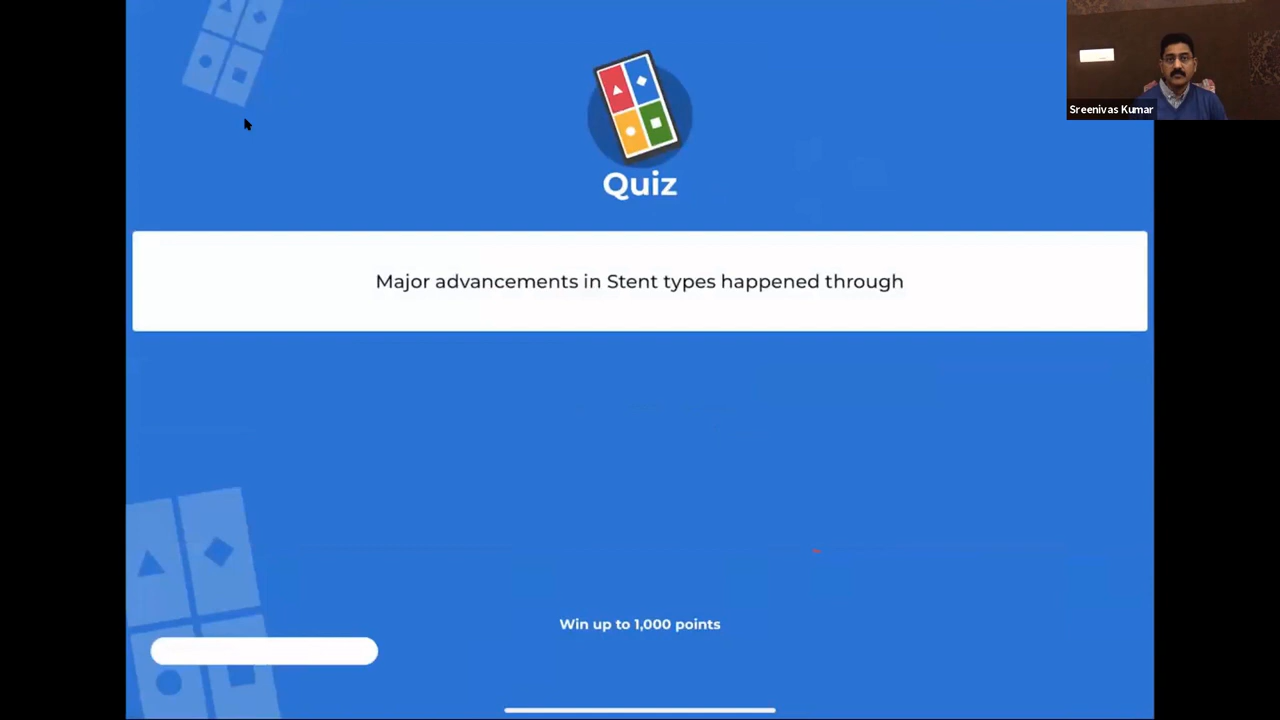 Sreenivas Kumar
Quiz
Major advancements in Stent types happened through
Win up to 1,000 points